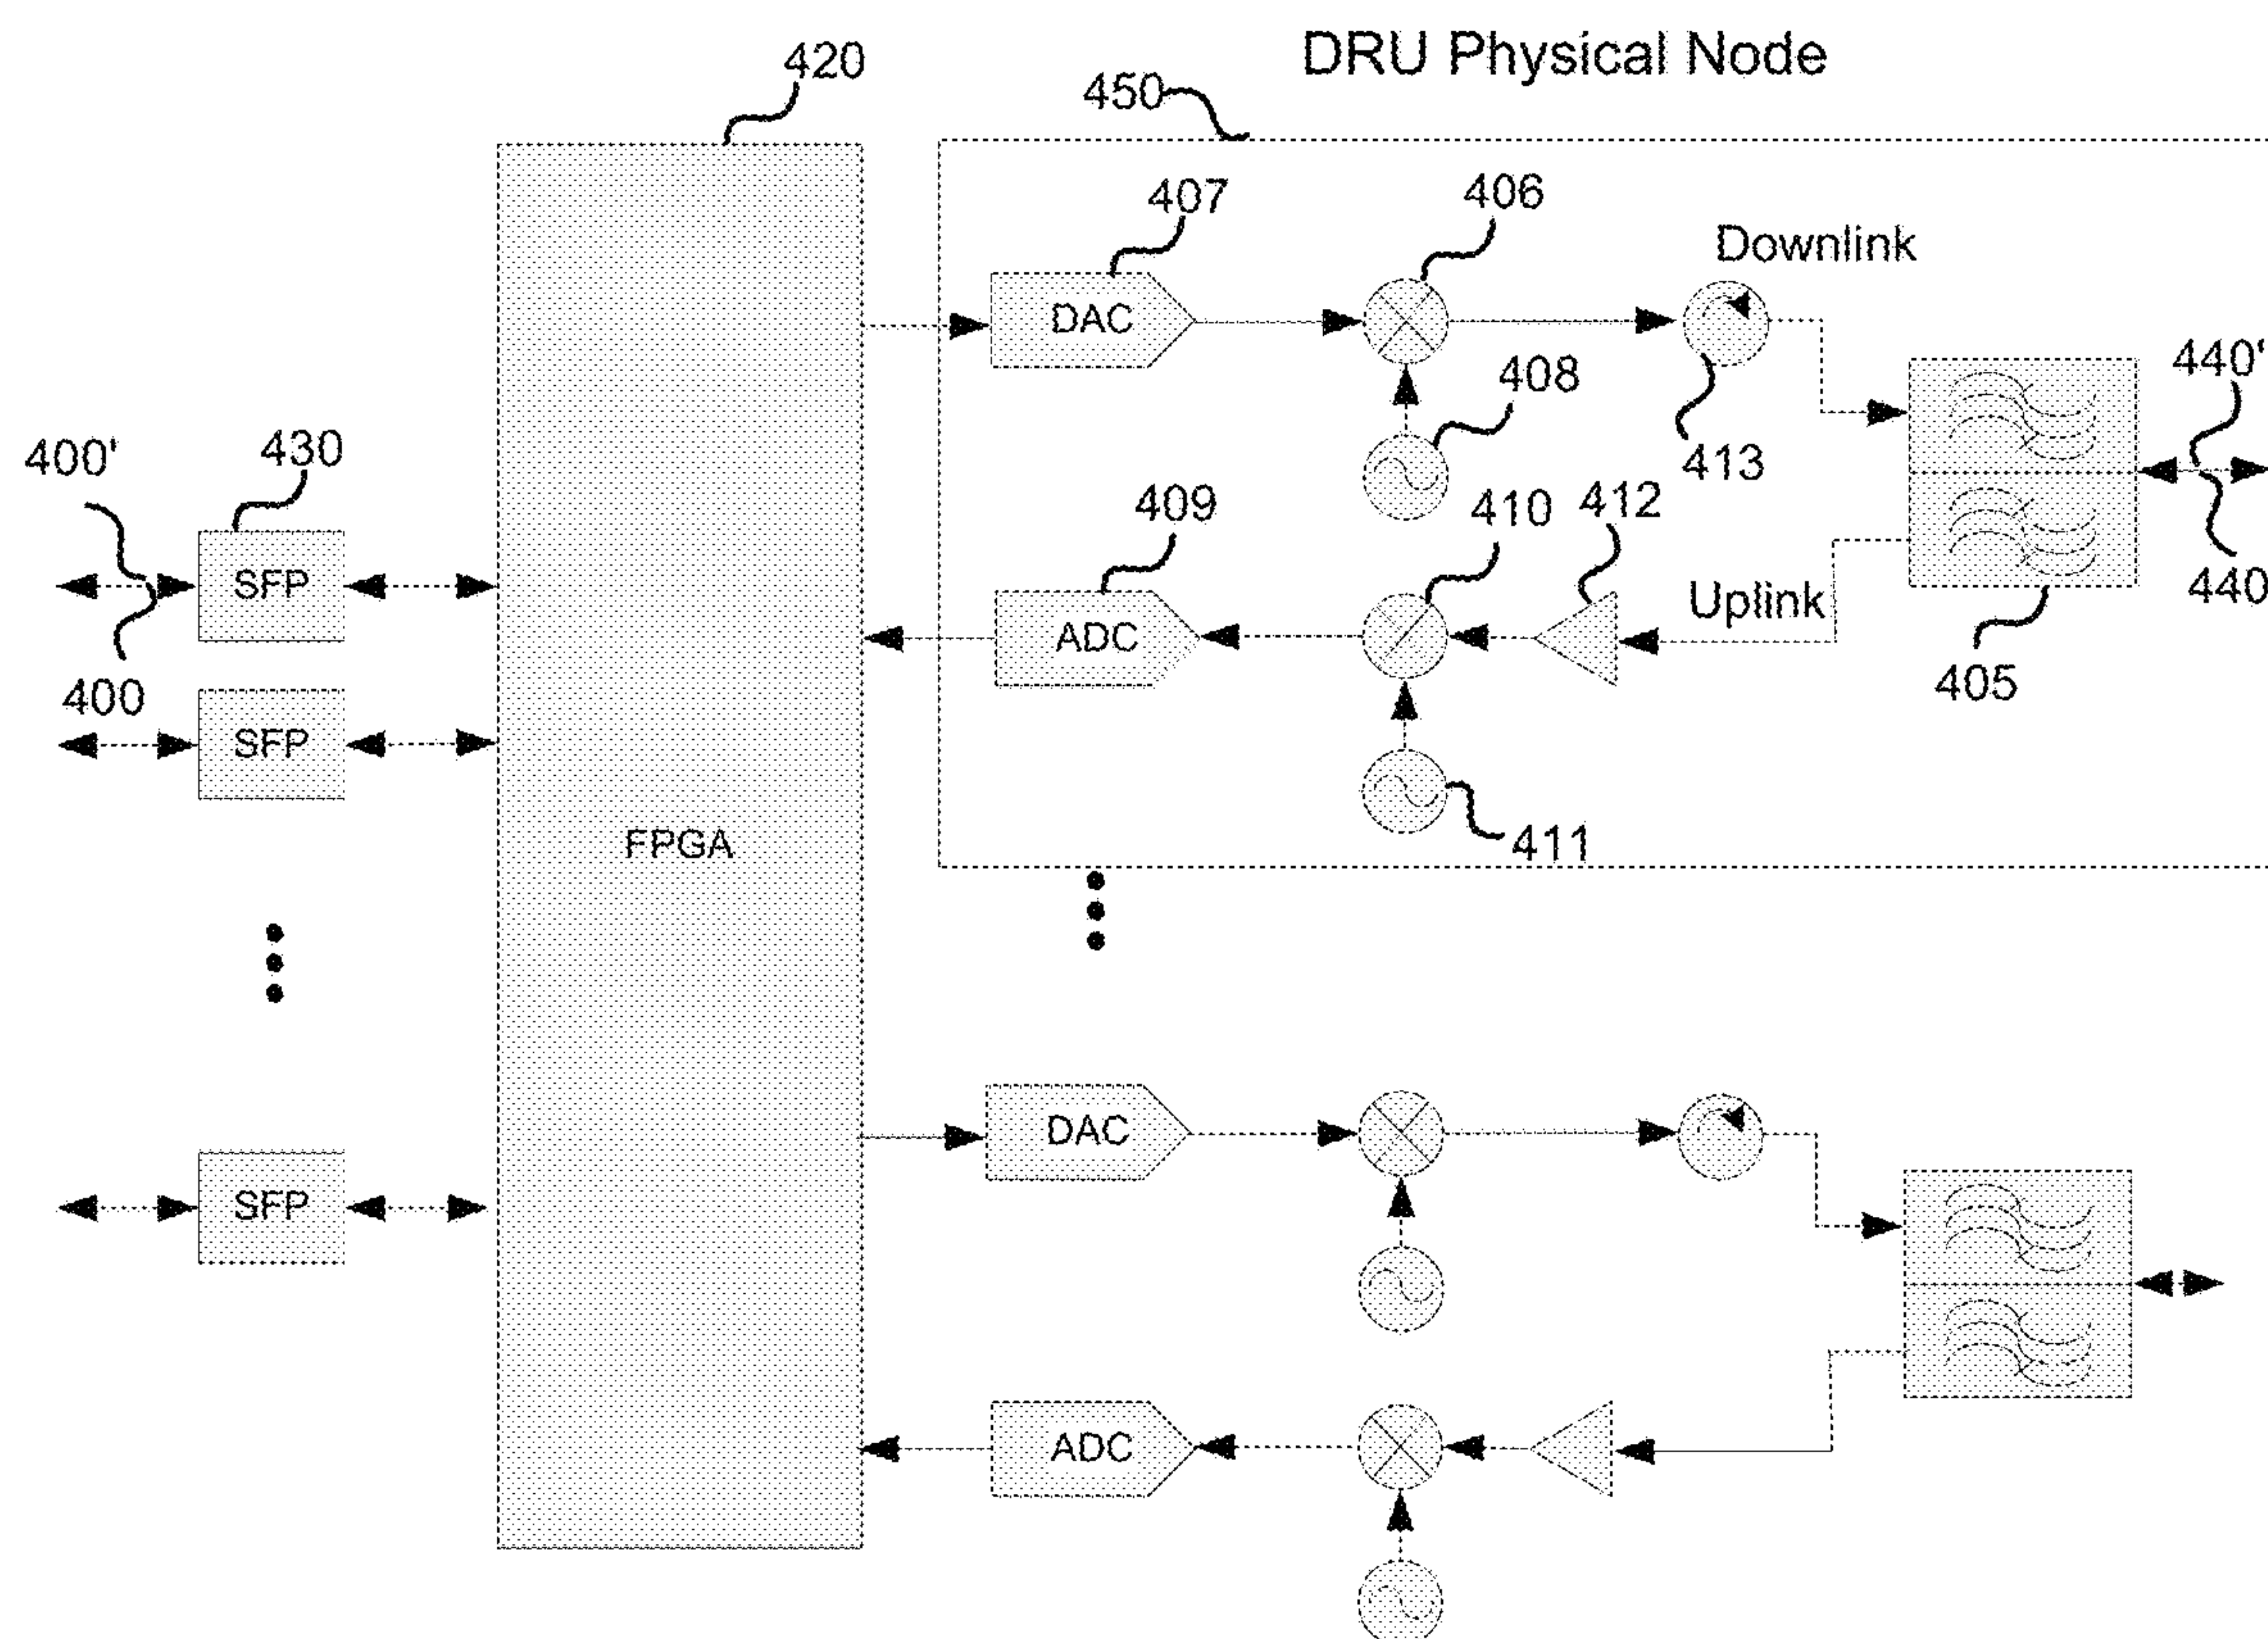 DRU Physical Node
420
450
407
406
Downlink
DAC
408
440'
400'
430
413
409
410
412
SFP
ADC
Uplink
440
400
405
SFP
FPGA
411
DAC
SFP
ADC